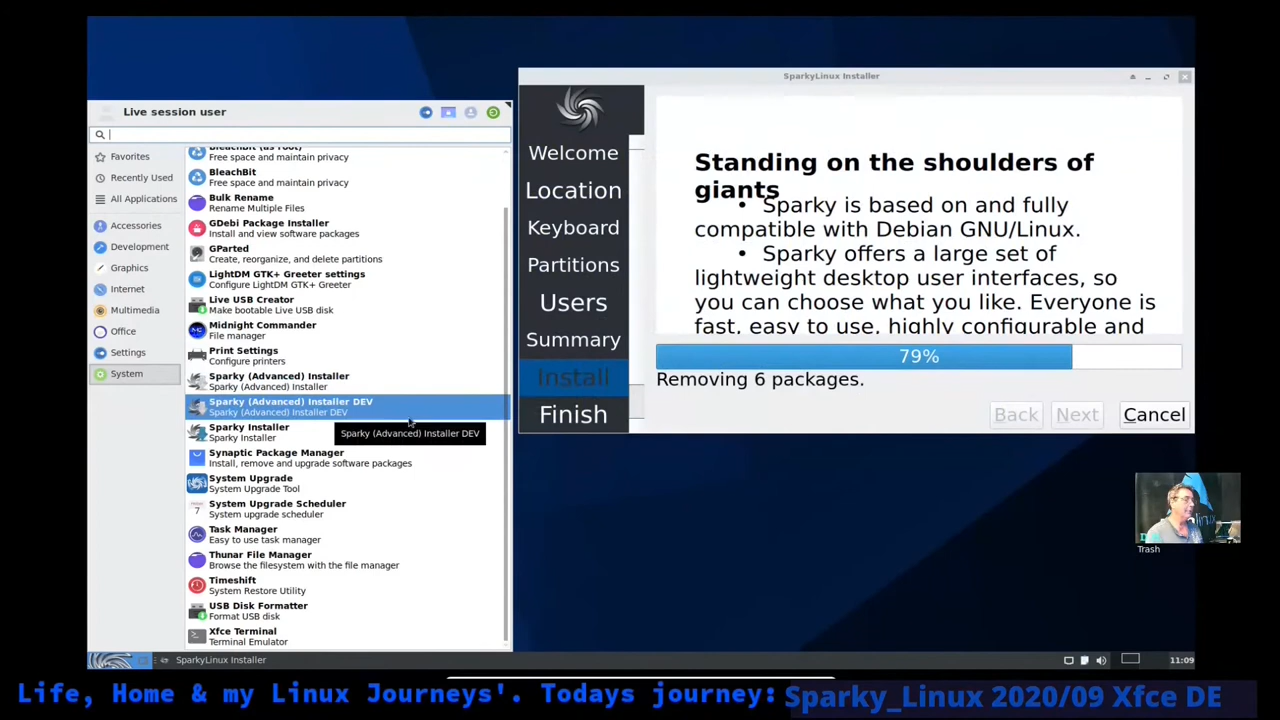 SparkyLinux Installer
Live session user
Favorites
Recently Used
All Applications
Accessories
Development
Graphics
Internet
Multimedia
Office
Settings
System
BleachBit (as root)
Free space and maintain privacy
BleachBit
Free space and maintain privacy
Bulk Rename
Rename Multiple Files
GDebi Package Installer
Install and view software packages
GParted
Create, reorganize, and delete partitions
LightDM GTK+ Greeter settings
Configure LightDM GTK+ Greeter
Live USB Creator
Make bootable Live USB disk
Midnight Commander
File manager
Print Settings
Configure printers
Sparky (Advanced) Installer
Sparky (Advanced) Installer
Sparky (Advanced) Installer DEV
Sparky (Advanced) Installer DEV
Sparky Installer
Sparky Installer
Sparky (Advanced) Installer DEV
Synaptic Package Manager
Install, remove and upgrade software packages
System Upgrade
System Upgrade Tool
System Upgrade Scheduler
System upgrade scheduler
Task Manager
Easy to use task manager
Thunar File Manager
Browse the filesystem with the file manager
Timeshift
System Restore Utility
USB Disk Formatter
Format USB disk
Xfce Terminal
Terminal Emulator
Welcome
Location
Keyboard
Partitions
Users
Summary
Install
Finish
Standing on the shoulders of
giants
• Sparky is based on and fully
compatible with Debian GNU/Linux.
• Sparky offers a large set of
lightweight desktop user interfaces, so
you can choose what you like. Everyone is
fast, easy to use, highly configurable and
79%
Removing 6 packages.
Back Next Cancel
Trash
SparkyLinux Installer
11:09
Life, Home & my Linux Journeys'. Todays journey: Sparky_Linux 2020/09 Xfce DE